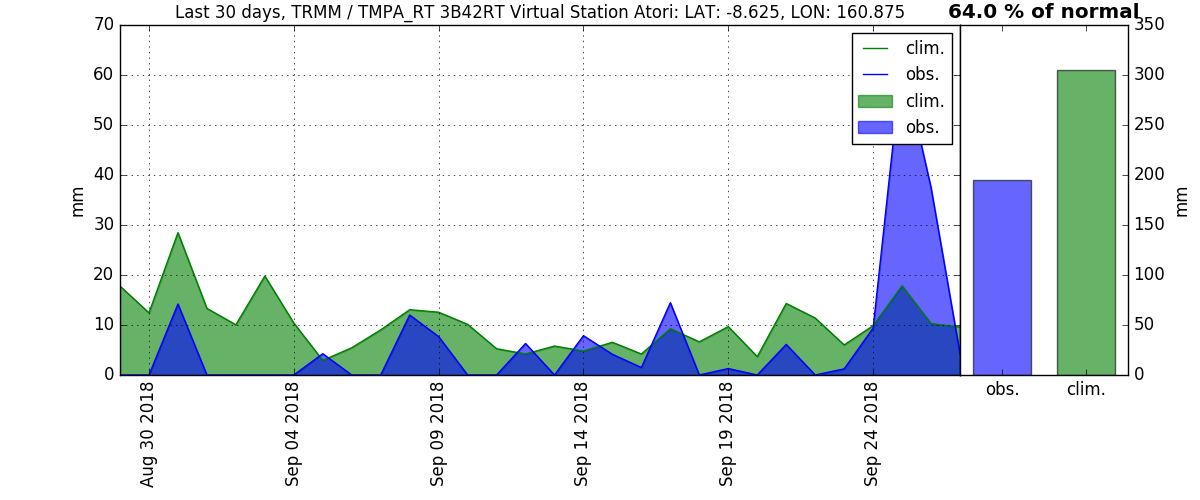 Last 30 days, TRMM / TMPA_RT 3B42RT Virtual Station Atori: LAT: -8.625, LON: 160.875
64.0 % of normal
70
60
50
40
30
20
10
0
mm
clim.
obs.
clim.
obs.
Aug 30 2018
Sep 04 2018
Sep 09 2018
Sep 14 2018
Sep 19 2018
Sep 24 2018
350
300
250
200
150
100
50
0
mm
obs.
clim.